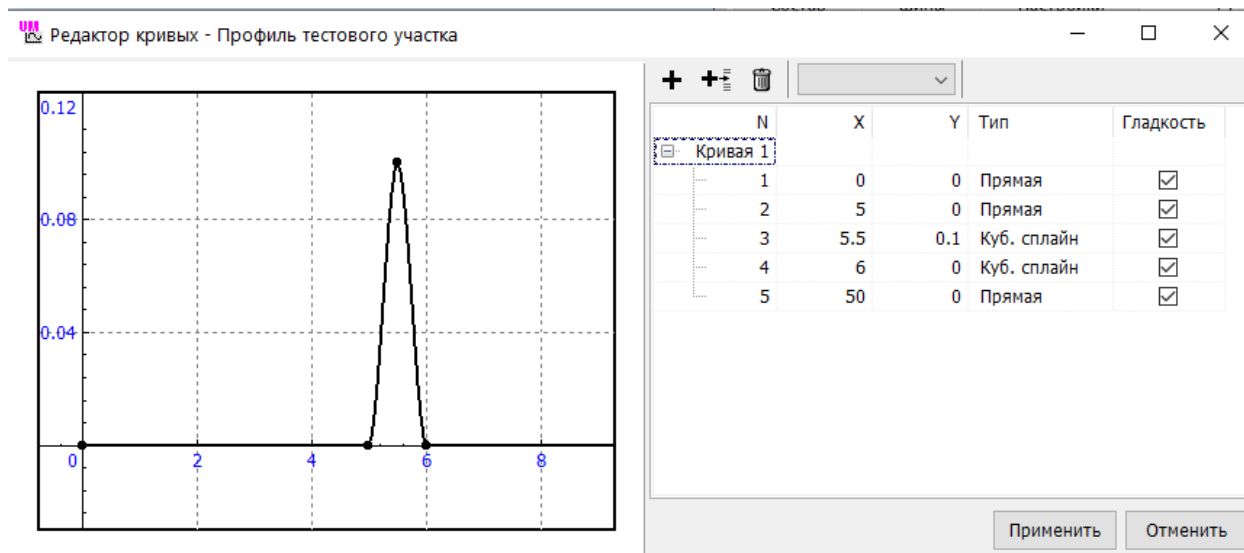 UM Редактор кривых - Профиль тестового участка
N X Y Тип Гладкость
Кривая 1
1 0 0 Прямая
2 5 0 Прямая
3 5.5 0.1 Куб. сплайн
4 6 0 Куб. сплайн
5 50 0 Прямая
0.12
0.08
0.04
0 2 4 6 8
Применить Отменить